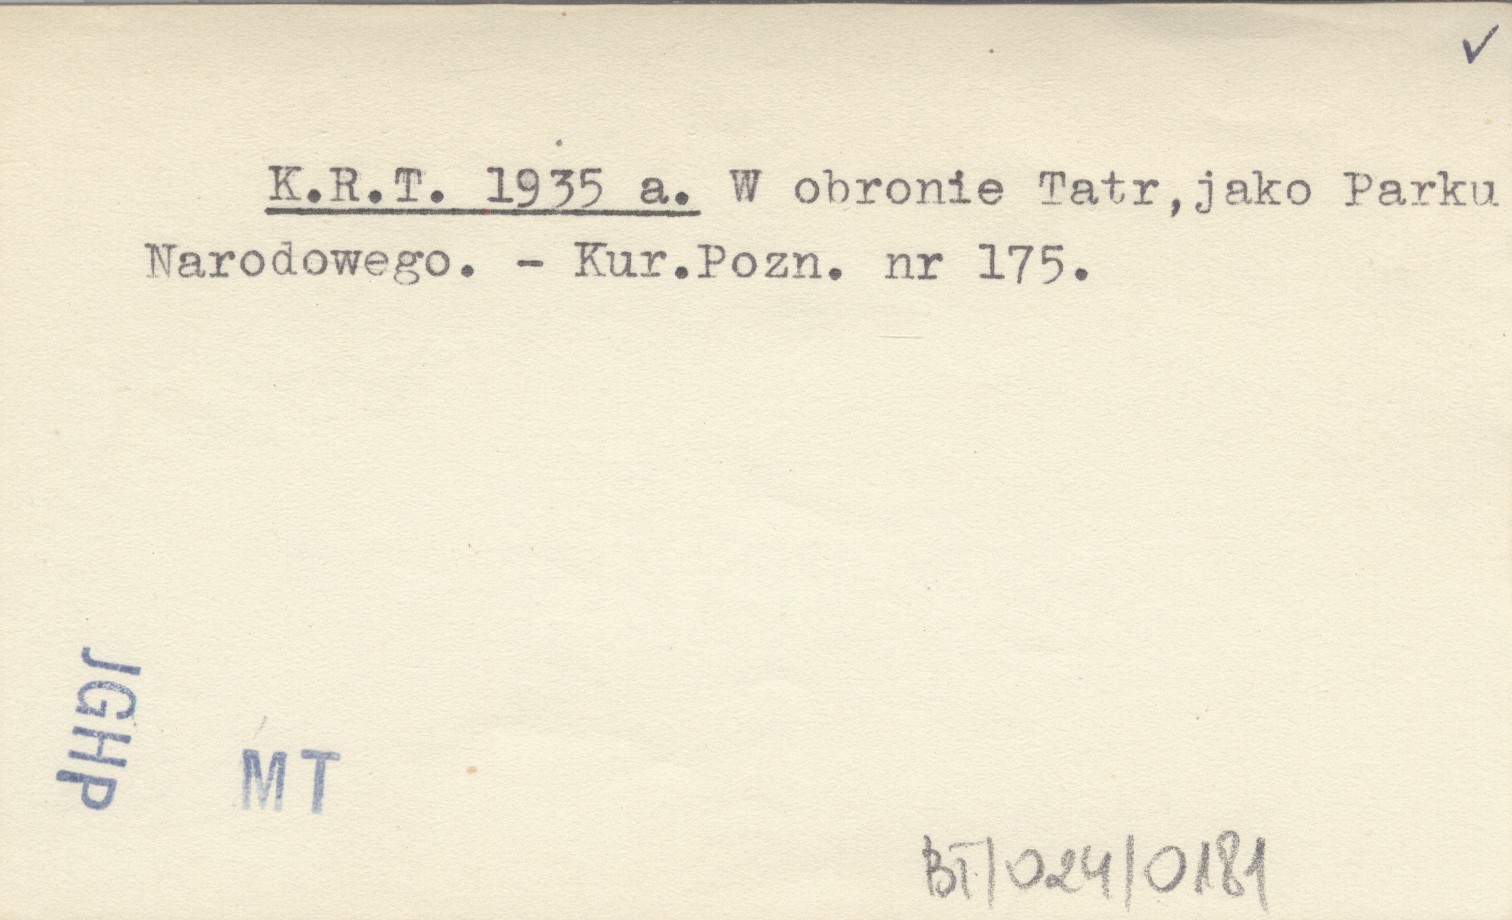 ✓
K.R.T. 1935 a. W obronie Tatr,jako Parku
Narodowego. - Kur.Pozn. nr 175.
JGHP
MT
BT/024/0181